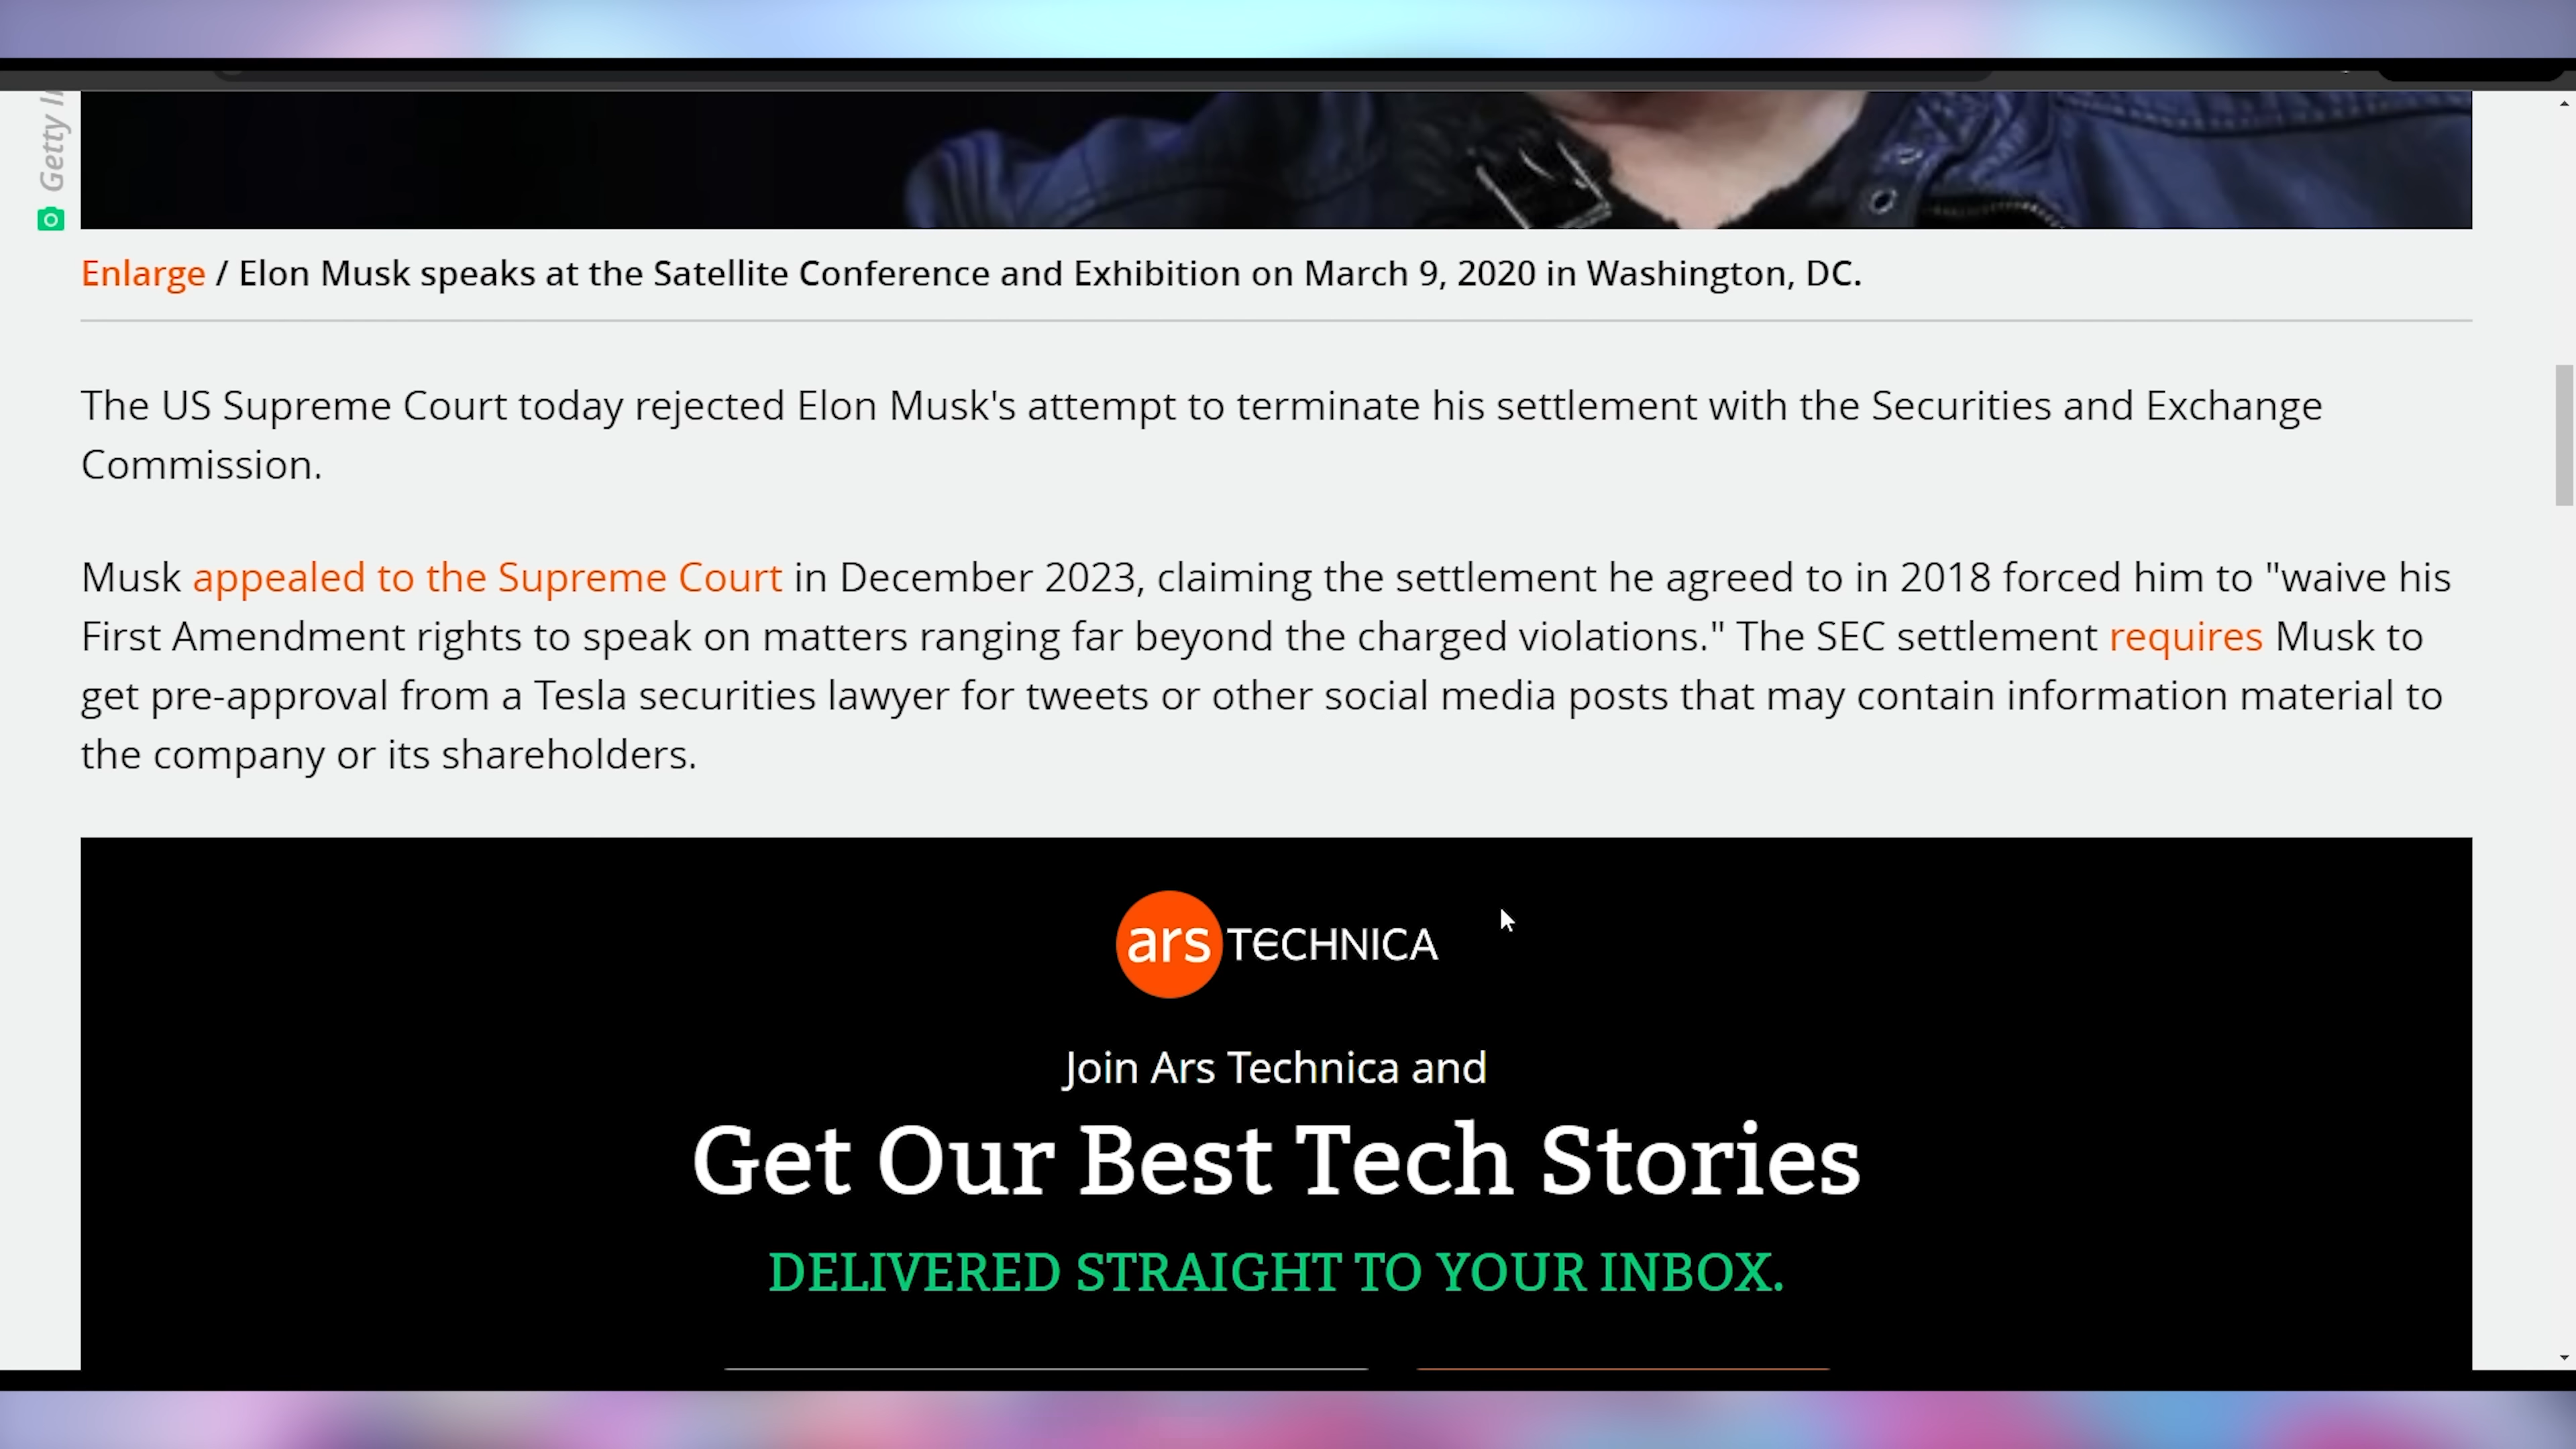 Getty
Enlarge / Elon Musk speaks at the Satellite Conference and Exhibition on March 9, 2020 in Washington, DC.
The US Supreme Court today rejected Elon Musk's attempt to terminate his settlement with the Securities and Exchange
Commission.
Musk appealed to the Supreme Court in December 2023, claiming the settlement he agreed to in 2018 forced him to "waive his
First Amendment rights to speak on matters ranging far beyond the charged violations." The SEC settlement requires Musk to
get pre-approval from a Tesla securities lawyer for tweets or other social media posts that may contain information material to
the company or its shareholders.
ars TECHNICA
Join Ars Technica and
Get Our Best Tech Stories
DELIVERED STRAIGHT TO YOUR INBOX.